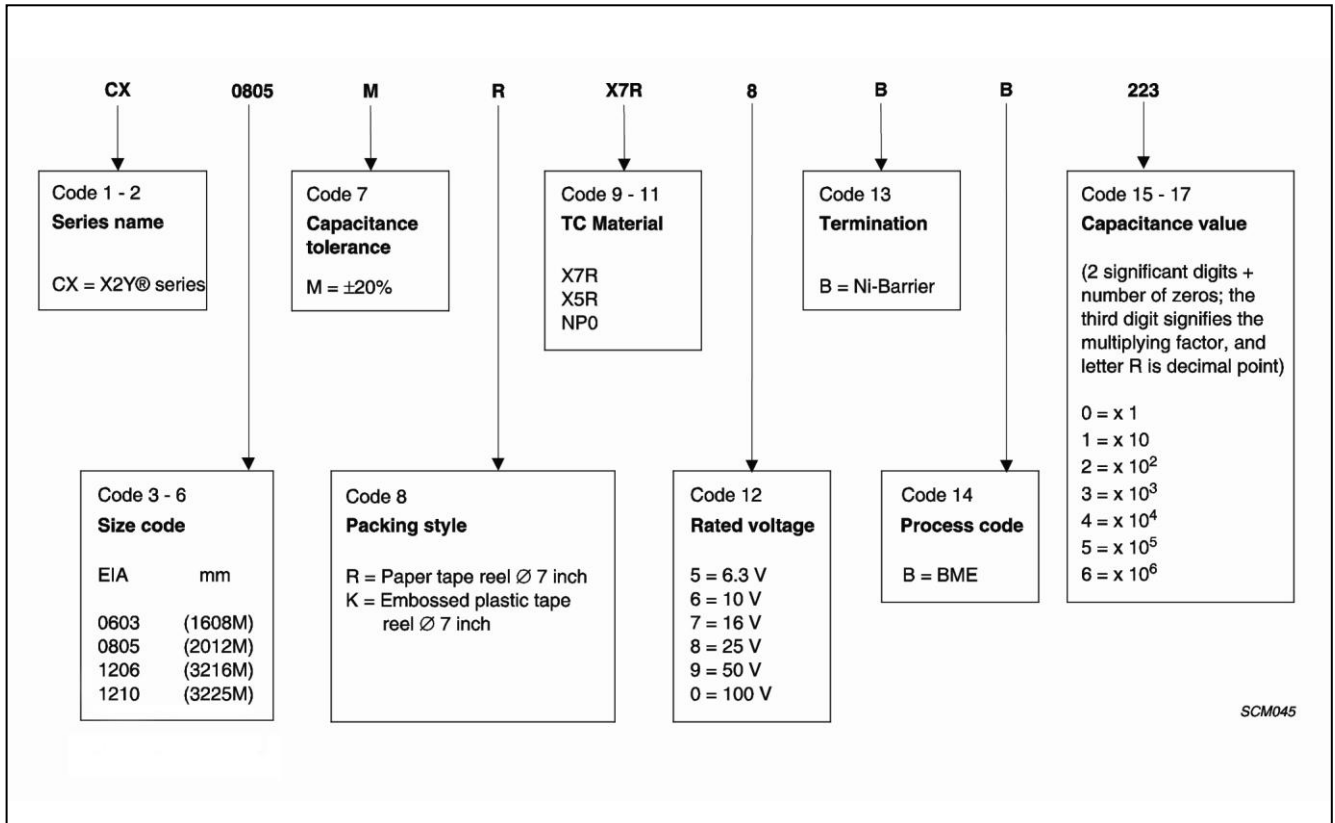 CX 0805 M R X7R 8 B B 223
Code 1 - 2
Series name
CX = X2Y® series
Code 7
Capacitance
tolerance
M = ±20%
Code 9 - 11
TC Material
X7R
X5R
NP0
Code 13
Termination
B = Ni-Barrier
Code 15 - 17
Capacitance value
(2 significant digits +
number of zeros; the
third digit signifies the
multiplying factor, and
letter R is decimal point)
0 = x 1
1 = x 10
2 = x 10²
3 = x 10³
4 = x 10⁴
5 = x 10⁵
6 = x 10⁶
Code 3 - 6
Size code
EIA mm
0603 (1608M)
0805 (2012M)
1206 (3216M)
1210 (3225M)
Code 8
Packing style
R = Paper tape reel Ø 7 inch
K = Embossed plastic tape
reel Ø 7 inch
Code 12
Rated voltage
5 = 6.3 V
6 = 10 V
7 = 16 V
8 = 25 V
9 = 50 V
0 = 100 V
Code 14
Process code
B = BME
SCM045